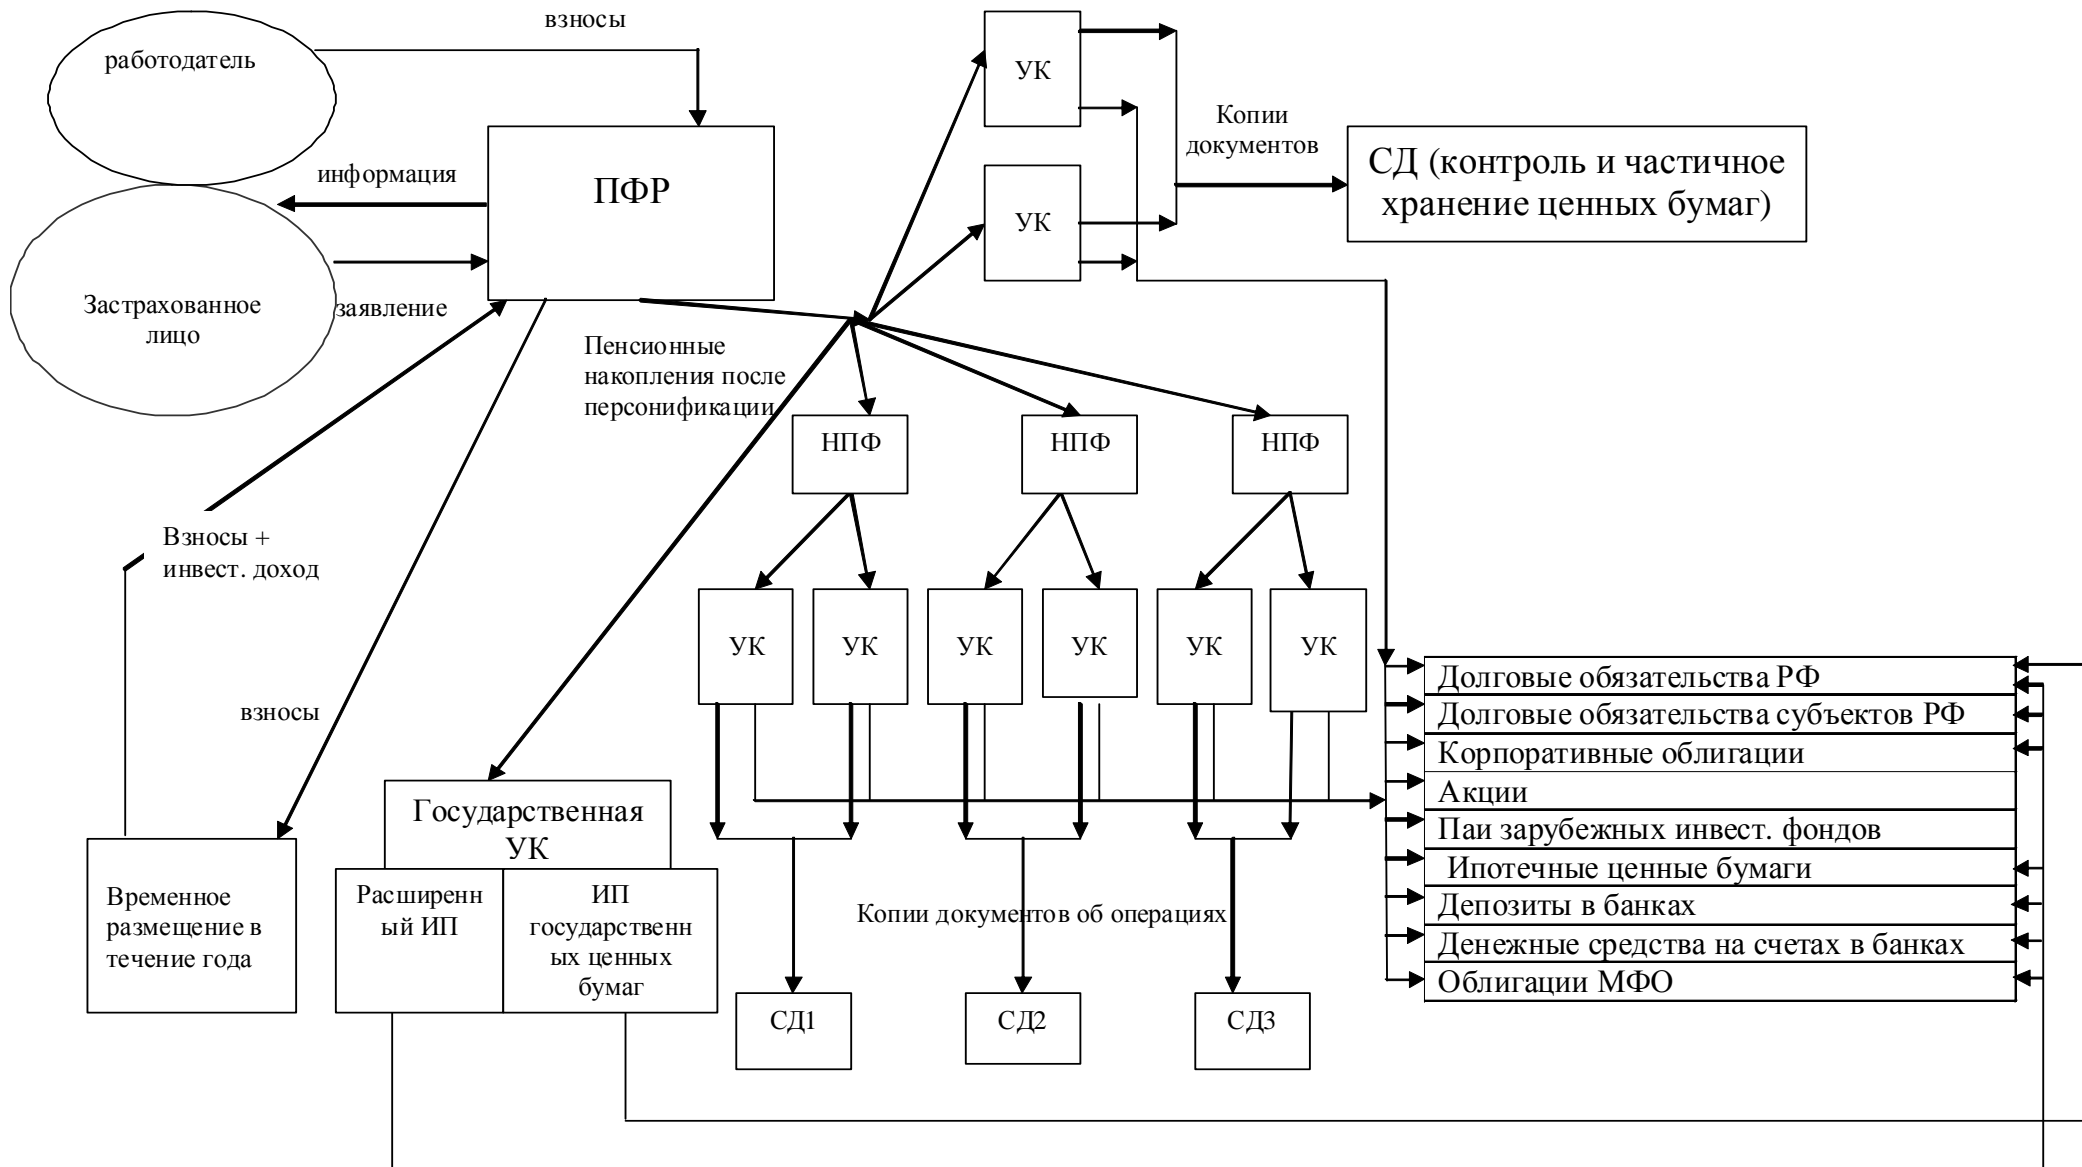 взносы
работодатель
УК
Копии
документов
СД (контроль и частичное
хранение ценных бумаг)
информация
ПФР
УК
Застрахованное
лицо
заявление
Пенсионные
накопления после
персонификации
НПФ
НПФ
НПФ
Взносы +
инвест. доход
УК
УК
УК
УК
УК
УК
взносы
Долговые обязательства РФ
Долговые обязательства субъектов РФ
Корпоративные облигации
Акции
Паи зарубежных инвест. фондов
Ипотечные ценные бумаги
Депозиты в банках
Денежные средства на счетах в банках
Облигации МФО
Государственная
УК
Временное
размещение в
течение года
Расширенн
ый ИП
ИП
государственн
ых ценных
бумаг
Копии документов об операциях
СД1
СД2
СД3